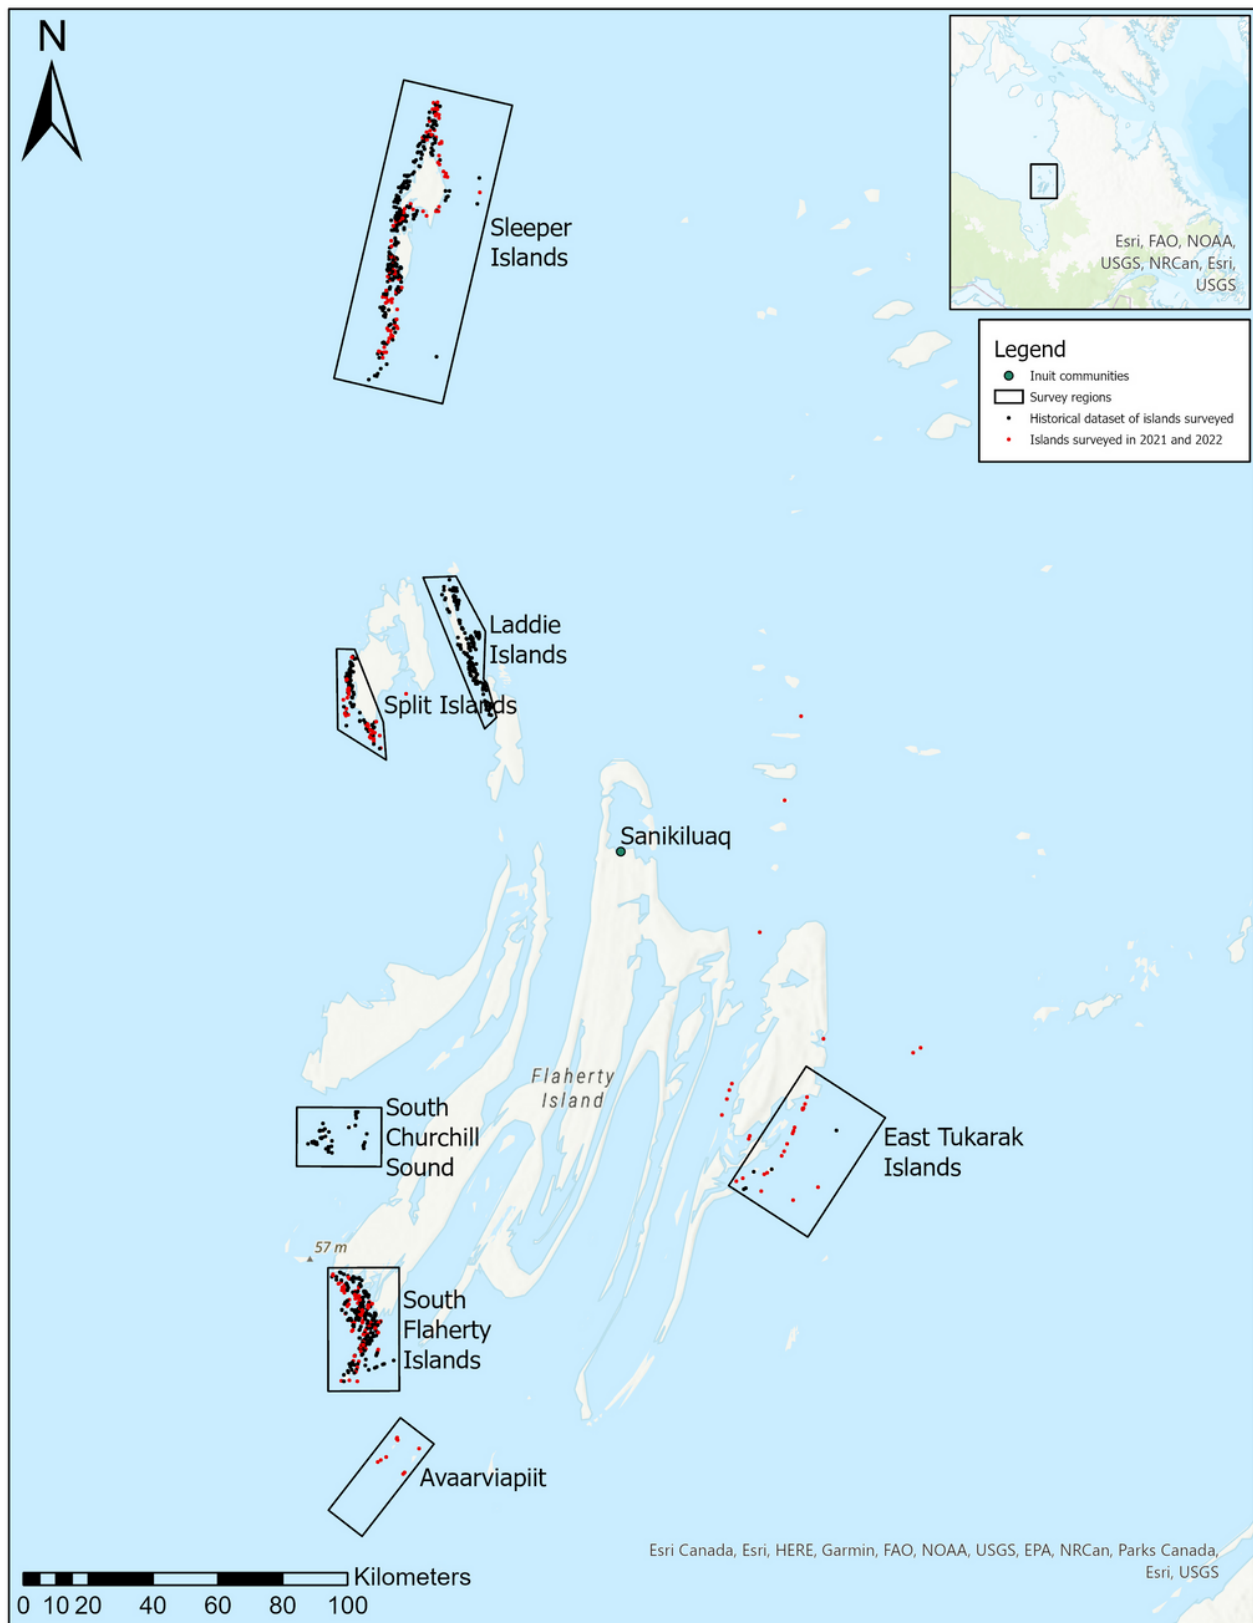 N
Esri, FAO, NOAA,
USGS, NRCan, Esri,
USGS
Sleeper
Islands
Legend
Inuit communities
Survey regions
Historical dataset of islands surveyed
Islands surveyed in 2021 and 2022
Laddie
Islands
Split Islands
Sanikiluaq
Flaherty
Island
South
Churchill
Sound
East Tukarak
Islands
57 m
South
Flaherty
Islands
Avaarviapiit
Esri Canada, Esri, HERE, Garmin, FAO, NOAA, USGS, EPA, NRCan, Parks Canada,
Esri, USGS
Kilometers
0 10 20 40 60 80 100